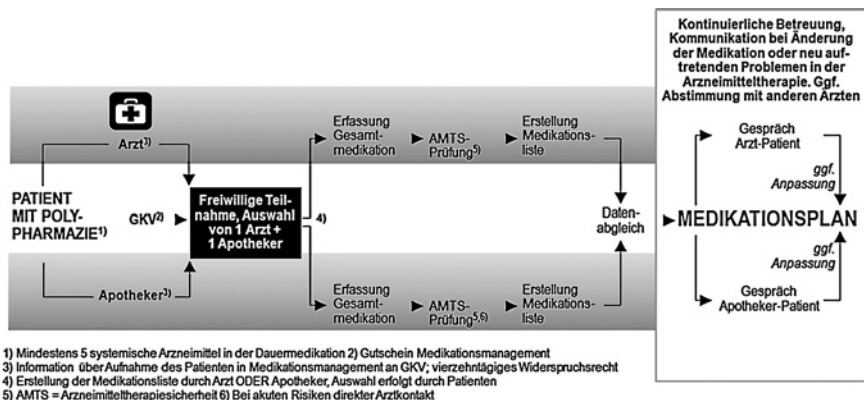 Kontinuierliche Betreuung,
Kommunikation bei Änderung
der Medikation oder neu auf-
tretenden Problemen in der
Arzneimitteltherapie. Ggf.
Abstimmung mit anderen Ärzten
Arzt3)
Erfassung
Gesamt-
medikation
AMTS-
Prüfung5)
Erstellung
Medikations-
liste
Gespräch
Arzt-Patient
ggf.
Anpassung
PATIENT
MIT POLY-
PHARMAZIE1)
GKV2)
Freiwillige Teil-
nahme, Auswahl
von 1 Arzt +
1 Apotheker
4)
Daten-
abgleich
MEDIKATIONSPLAN
ggf.
Anpassung
Apotheker3)
Erfassung
Gesamt-
medikation
AMTS-
Prüfung5,6)
Erstellung
Medikations-
liste
Gespräch
Apotheker-Patient
1) Mindestens 5 systemische Arzneimittel in der Dauermedikation 2) Gutschein Medikationsmanagement
3) Information über Aufnahme des Patienten in Medikationsmanagement an GKV; vierzehntägiges Widerspruchsrecht
4) Erstellung der Medikationsliste durch Arzt ODER Apotheker, Auswahl erfolgt durch Patienten
5) AMTS = Arzneimitteltherapiesicherheit 6) Bei akuten Risiken direkter Arztkontakt